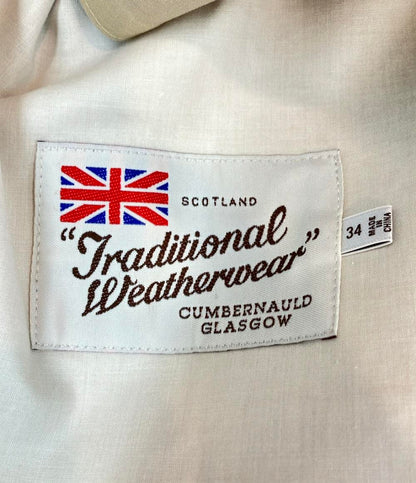 SCOTLAND
"Traditional
Weatherwear"
CUMBERNAULD
GLASGOW
34
MADE IN
CHINA